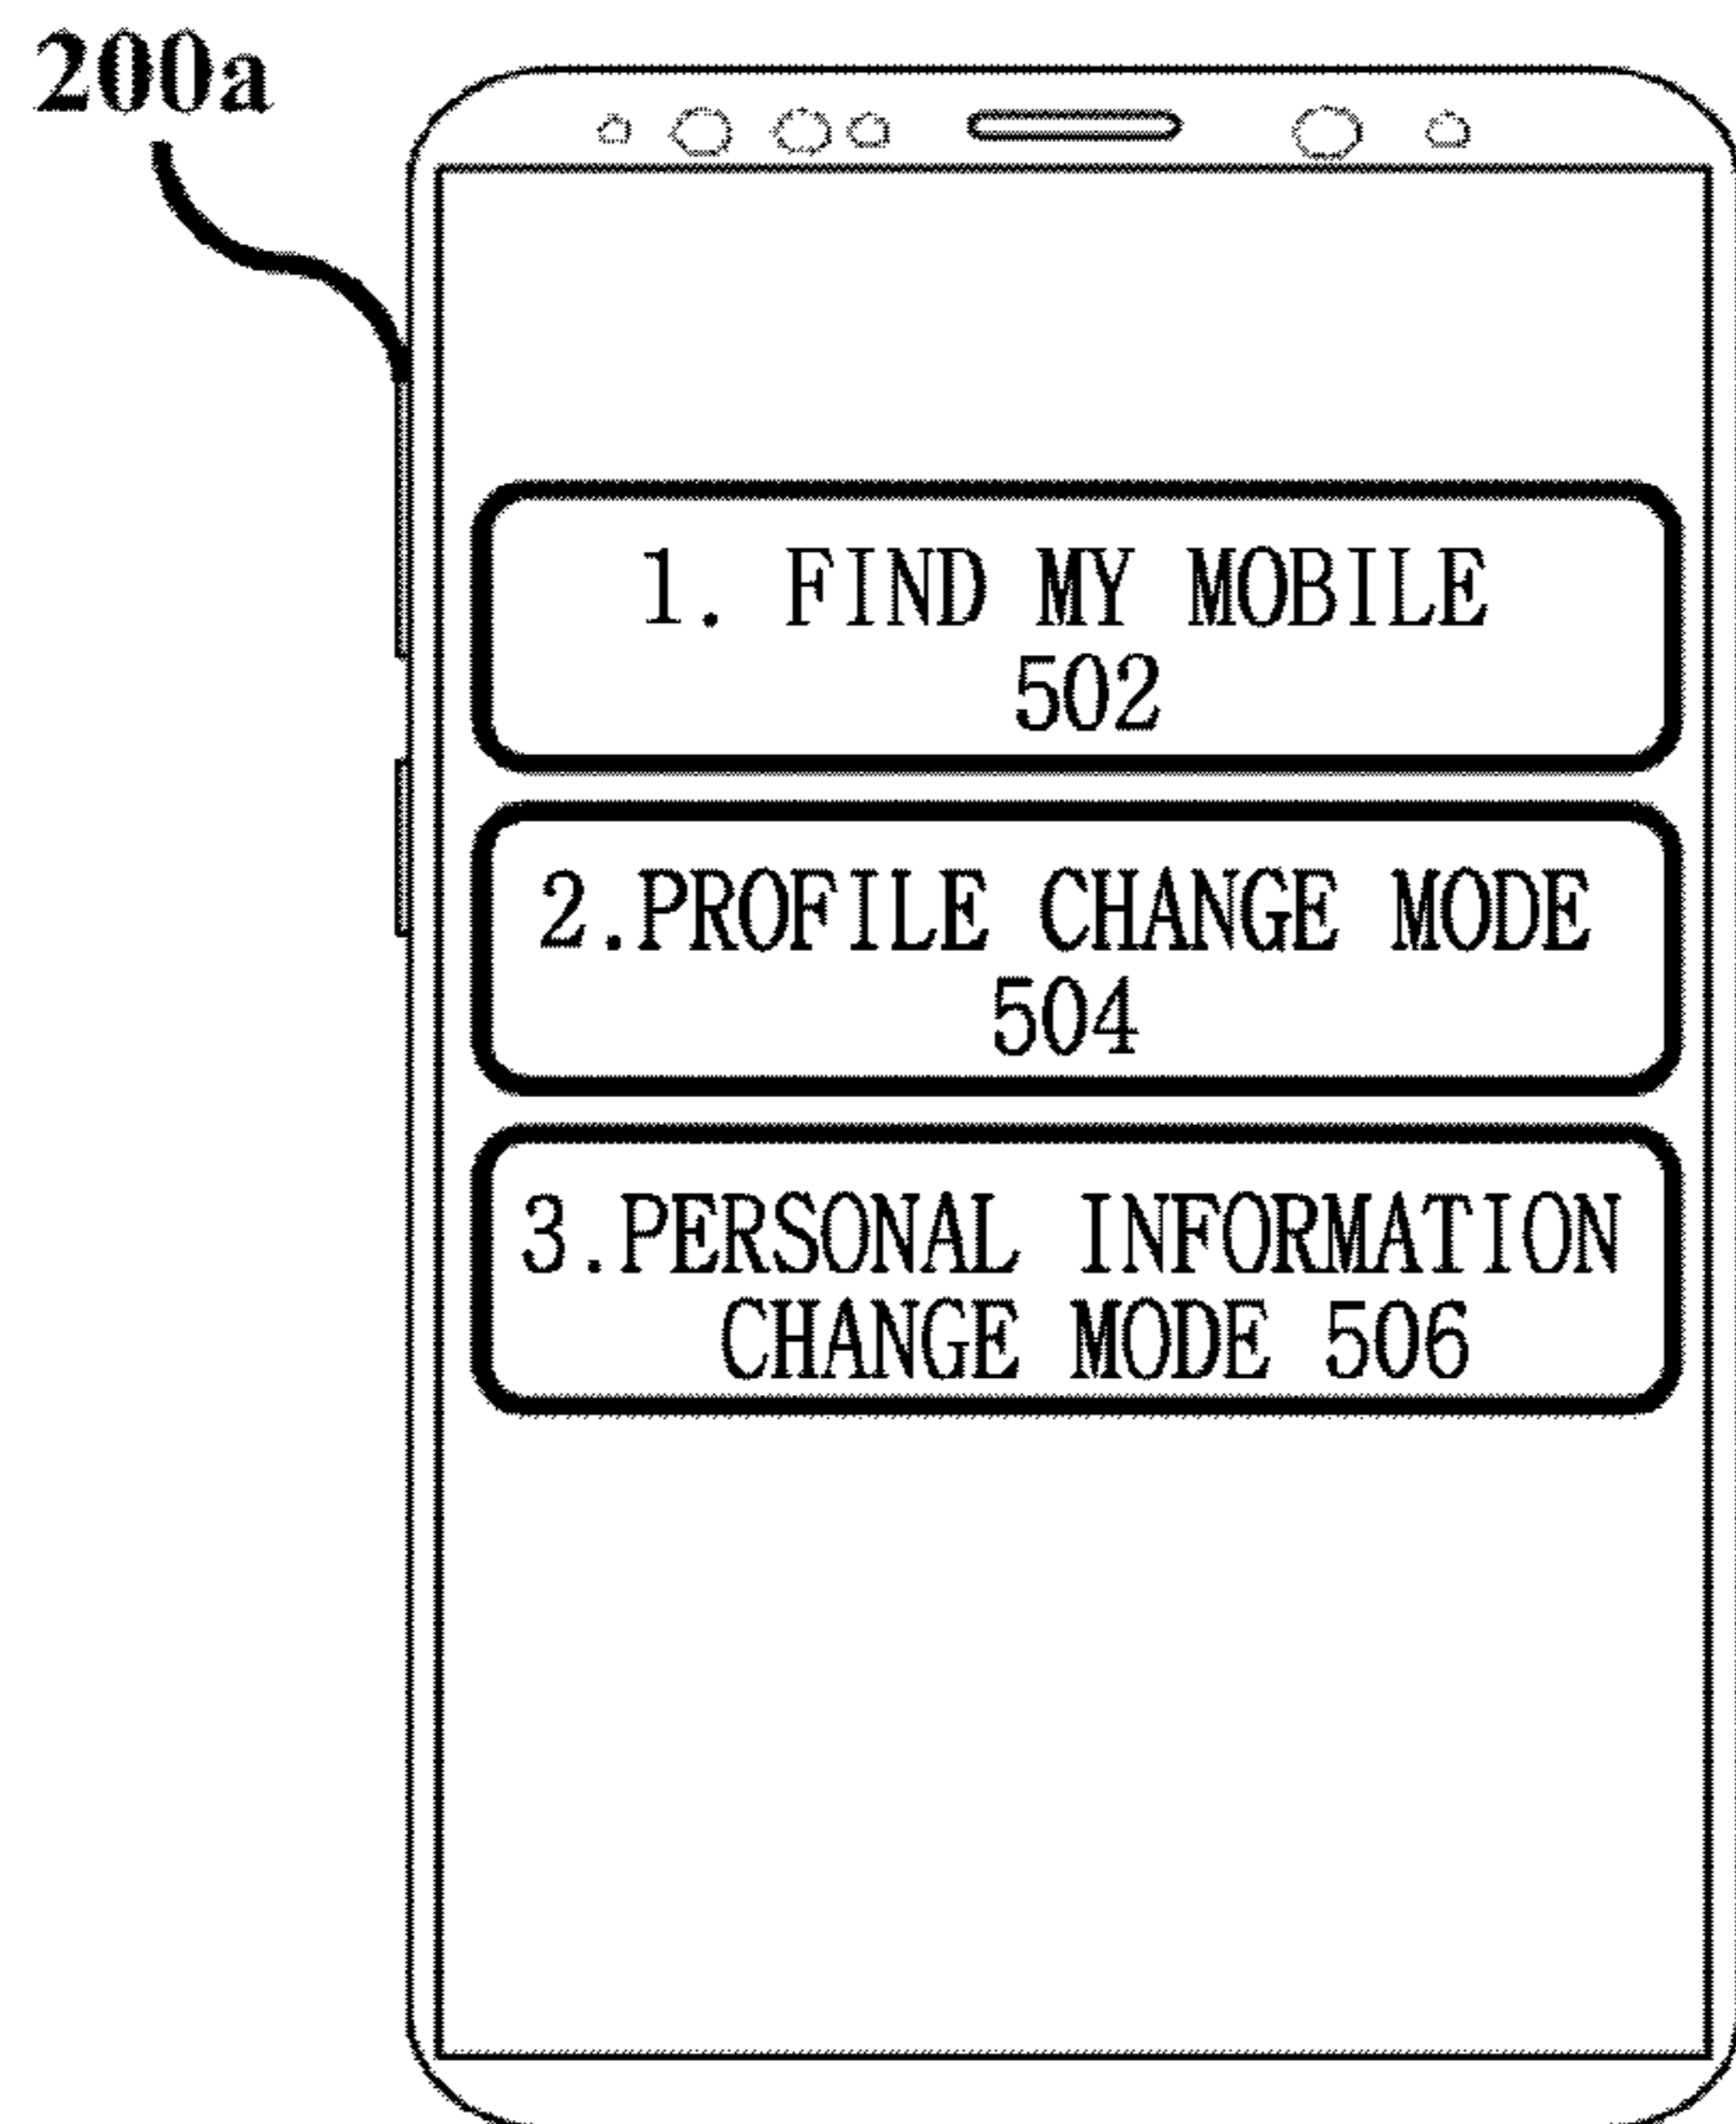 200a
1. FIND MY MOBILE
502
2.PROFILE CHANGE MODE
504
3.PERSONAL INFORMATION
CHANGE MODE 506